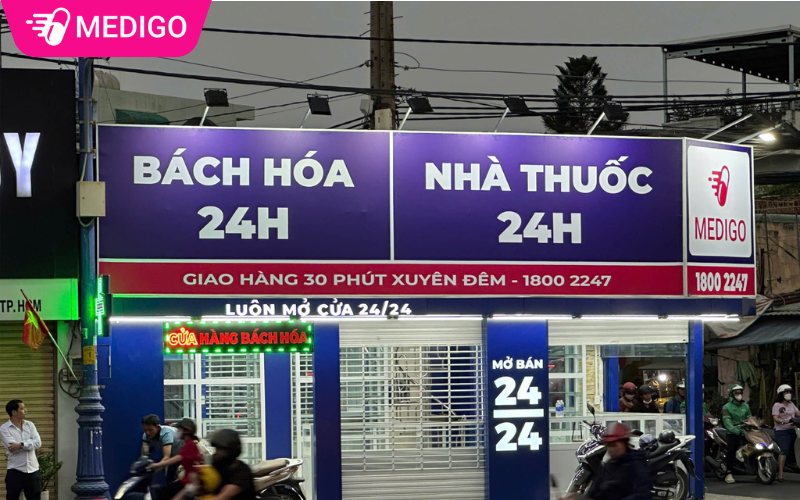 MEDIGO
BÁCH HÓA
24H
NHÀ THUỐC
24H
MEDIGO
GIAO HÀNG 30 PHÚT XUYÊN ĐÊM - 1800 2247
1800 2247
LUÔN MỞ CỬA 24/24
CỬA HÀNG BÁCH HÓA
MỞ BÁN
24
24
TP.HCM